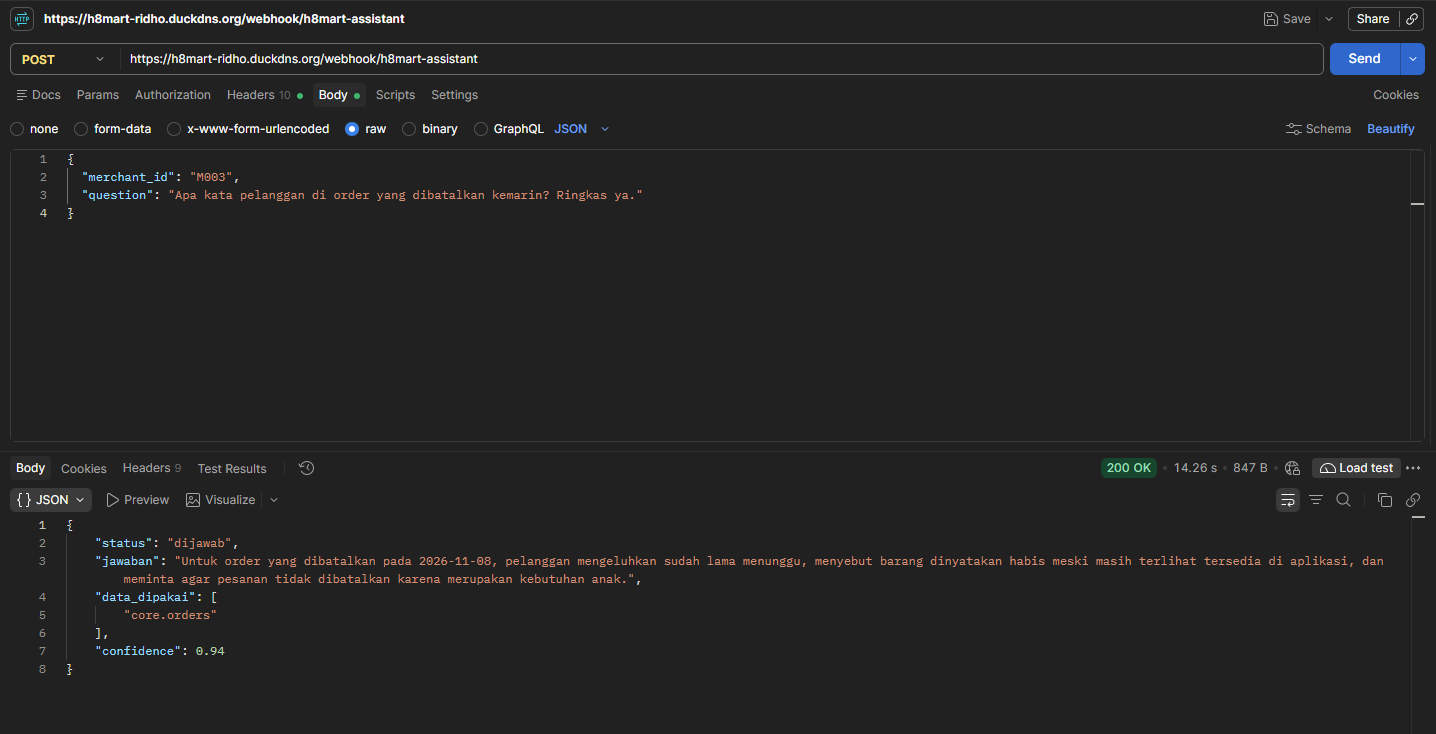 HTTP https://h8mart-ridho.duckdns.org/webhook/h8mart-assistant Save Share
POST https://h8mart-ridho.duckdns.org/webhook/h8mart-assistant Send
Docs Params Authorization Headers 10 Body Scripts Settings Cookies
none form-data x-www-form-urlencoded raw binary GraphQL JSON Schema Beautify
1 {
2 "merchant_id": "M003",
3 "question": "Apa kata pelanggan di order yang dibatalkan kemarin? Ringkas ya."
4 }
Body Cookies Headers 9 Test Results 200 OK • 14.26 s • 847 B • Load test
{} JSON Preview Visualize
1 {
2 "status": "dijawab",
3 "jawaban": "Untuk order yang dibatalkan pada 2026-11-08, pelanggan mengeluhkan sudah lama menunggu, menyebut barang dinyatakan habis meski masih terlihat tersedia di aplikasi, dan
meminta agar pesanan tidak dibatalkan karena merupakan kebutuhan anak.",
4 "data_dipakai": [
5 "core.orders"
6 ],
7 "confidence": 0.94
8 }